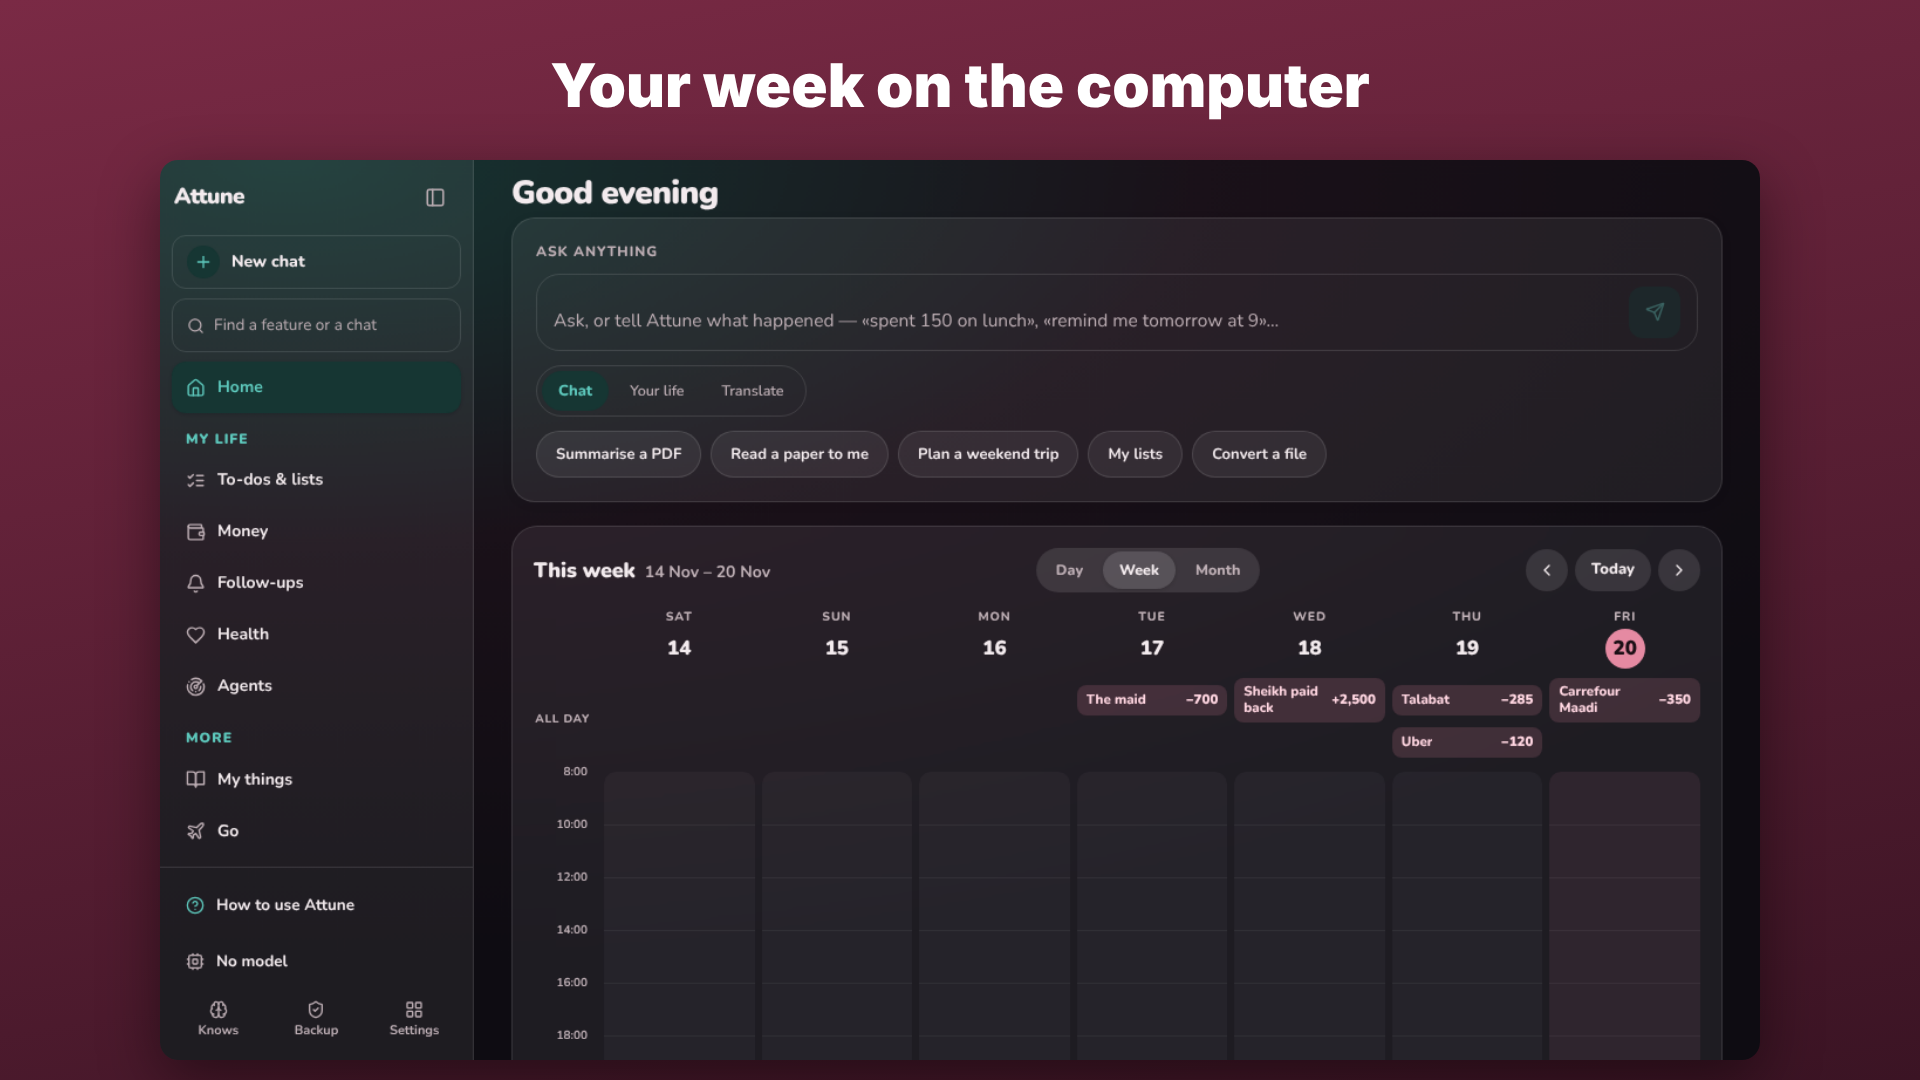 Your week on the computer
Attune
New chat
Find a feature or a chat
Home
MY LIFE
To-dos & lists
Money
Follow-ups
Health
Agents
MORE
My things
Go
How to use Attune
No model
Knows Backup Settings
Good evening
ASK ANYTHING
Ask, or tell Attune what happened — «spent 150 on lunch», «remind me tomorrow at 9»...
Chat Your life Translate
Summarise a PDF Read a paper to me Plan a weekend trip My lists Convert a file
This week 14 Nov – 20 Nov Day Week Month Today
SAT SUN MON TUE WED THU FRI
14 15 16 17 18 19 20
ALL DAY
The maid −700
Sheikh paid back +2,500
Talabat −285
Uber −120
Carrefour Maadi −350
8:00
10:00
12:00
14:00
16:00
18:00